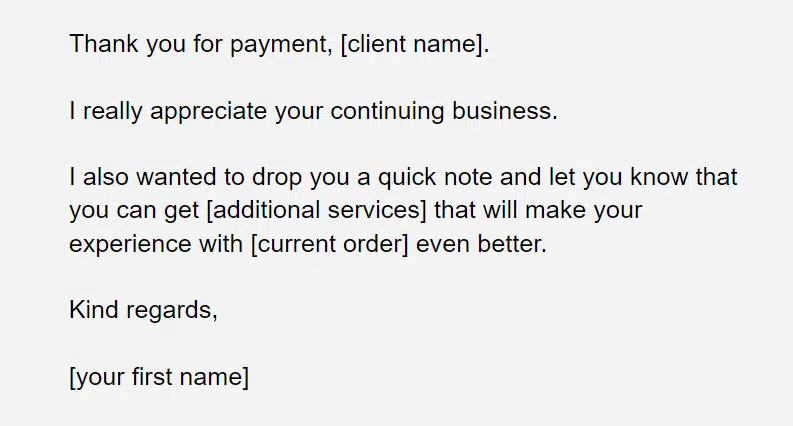 Thank you for payment, [client name].
I really appreciate your continuing business.
I also wanted to drop you a quick note and let you know that
you can get [additional services] that will make your
experience with [current order] even better.
Kind regards,
[your first name]